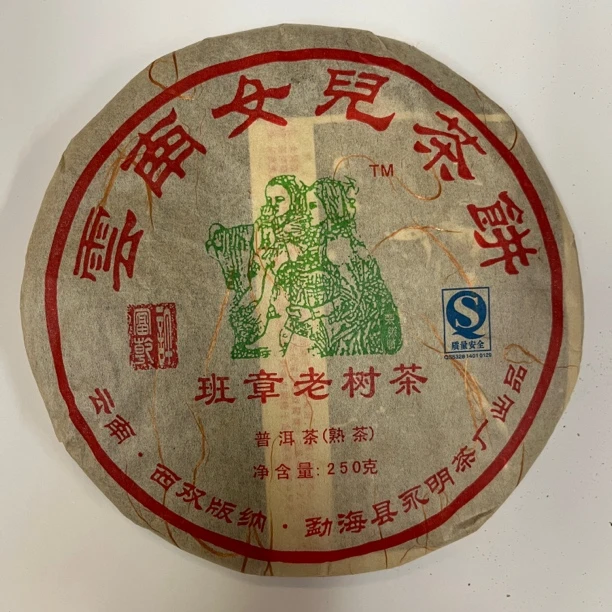 雲南女兒茶餅
TM
质量安全
班章老树茶
普洱茶(熟茶)
净含量:250克
云南·西双版纳·勐海县永明茶厂出品